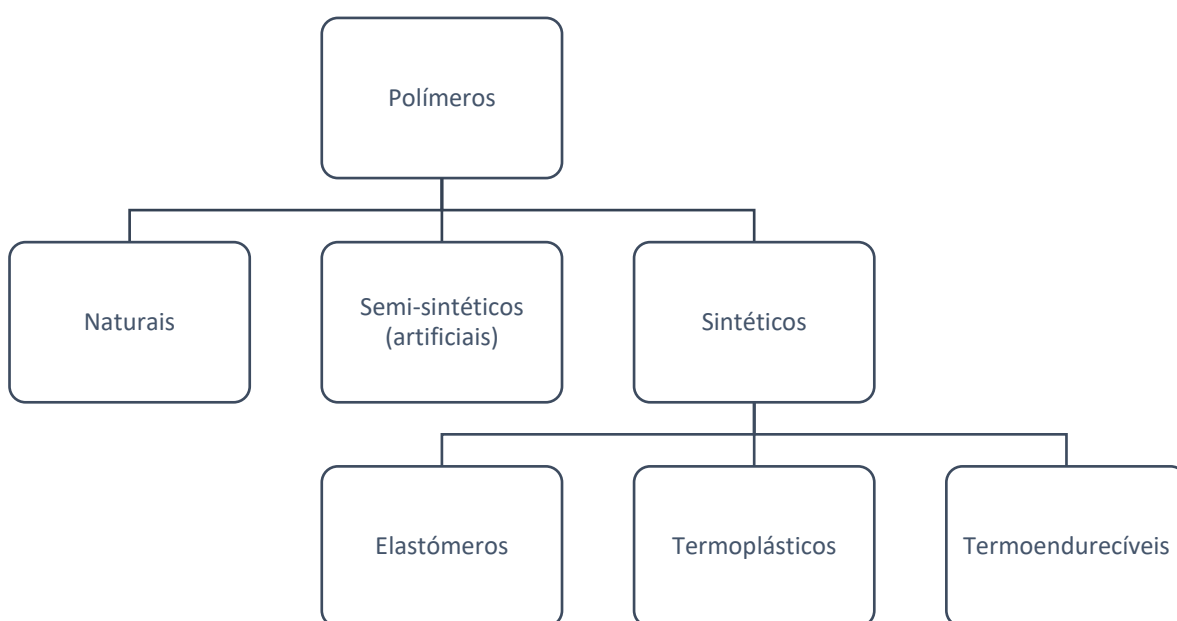 Polímeros
Naturais
Semi-sintéticos
(artificiais)
Sintéticos
Elastómeros
Termoplásticos
Termoendurecíveis